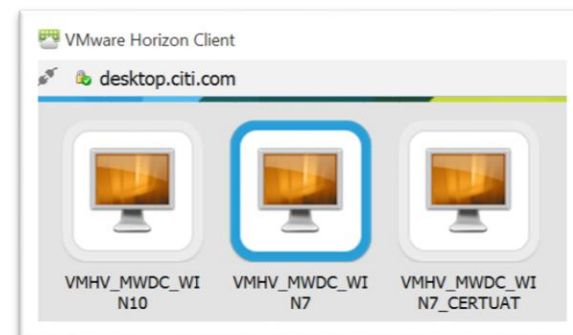 VMware Horizon Client
desktop.citi.com
VMHV_MWDC_WI
N10
VMHV_MWDC_WI
N7
VMHV_MWDC_WI
N7_CERTUAT